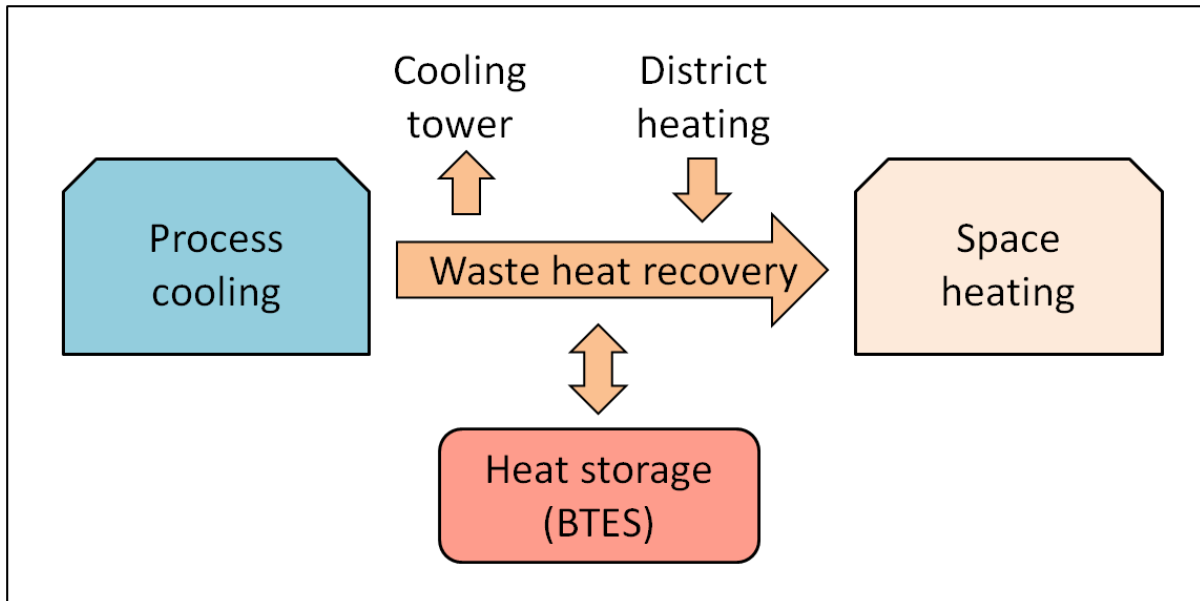 Cooling
tower
District
heating
Process
cooling
Waste heat recovery
Space
heating
Heat storage
(BTES)